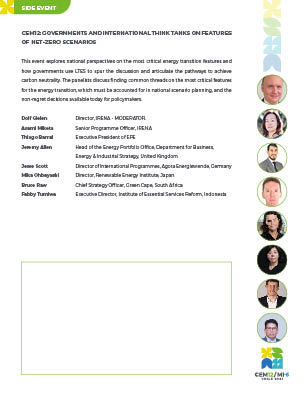 SIDE EVENT
CEM12: GOVERNMENTS AND INTERNATIONAL THINK TANKS ON FEATURES
OF NET-ZERO SCENARIOS
This event explores national perspectives on the most critical energy transition features and
how governments use LTES to spur the discussion and articulate the pathways to achieve
carbon neutrality. The panelists discuss finding common threads on the most critical features
for the energy transition, which must be accounted for in national scenario planning, and the
non-regret decisions available today for policymakers.
Dolf Gielen Director, IRENA - MODERATOR.
Asami Miketa Senior Programme Officer, IRENA
Thiago Barral Executive President of EPE
Jeremy Allen Head of the Energy Portfolio Office, Department for Business,
Energy & Industrial Strategy, United Kingdom
Jesse Scott Director of International Programmes, Agora Energiewende, Germany
Mika Ohbayashi Director, Renewable Energy Institute, Japan
Bruce Raw Chief Strategy Officer, Green Cape, South Africa
Fabby Tumiwa Executive Director, Institute of Essential Services Reform, Indonesia
CEM12/MI-6
CHILE 2021